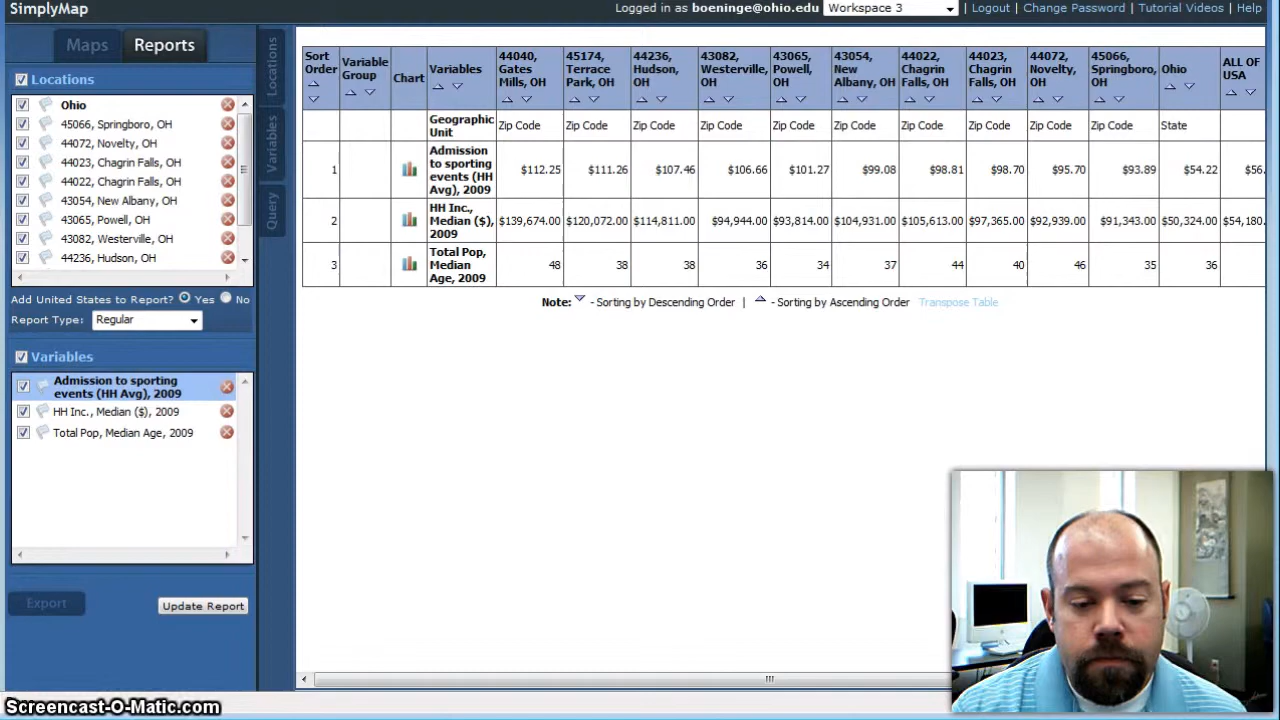 SimplyMap
Logged in as boeninge@ohio.edu Workspace 3 | Logout | Change Password | Tutorial Videos | Help
Maps Reports
Locations
Ohio
45066, Springboro, OH
44072, Novelty, OH
44023, Chagrin Falls, OH
44022, Chagrin Falls, OH
43054, New Albany, OH
43065, Powell, OH
43082, Westerville, OH
44236, Hudson, OH
Add United States to Report? Yes No
Report Type: Regular
Variables
Admission to sporting
events (HH Avg), 2009
HH Inc., Median ($), 2009
Total Pop, Median Age, 2009
Export Update Report
Locations
Variables
Query
Sort Order Variable Group Chart Variables 44040, Gates Mills, OH 45174, Terrace Park, OH 44236, Hudson, OH 43082, Westerville, OH 43065, Powell, OH 43054, New Albany, OH 44022, Chagrin Falls, OH 44023, Chagrin Falls, OH 44072, Novelty, OH 45066, Springboro, OH Ohio ALL OF USA
Geographic Unit Zip Code Zip Code Zip Code Zip Code Zip Code Zip Code Zip Code Zip Code Zip Code Zip Code State
1 Admission to sporting events (HH Avg), 2009 $112.25 $111.26 $107.46 $106.66 $101.27 $99.08 $98.81 $98.70 $95.70 $93.89 $54.22 $56.
2 HH Inc., Median ($), 2009 $120,072.00 $114,811.00 $94,944.00 $104,931.00 $105,613.00 $91,343.00 $50,324.00 $54,180.
3 Total Pop, Median Age, 2009 48 38 38 36 34 37 44 40 46 35 36
Note: - Sorting by Descending Order | - Sorting by Ascending Order Transpose Table
Screencast-O-Matic.com